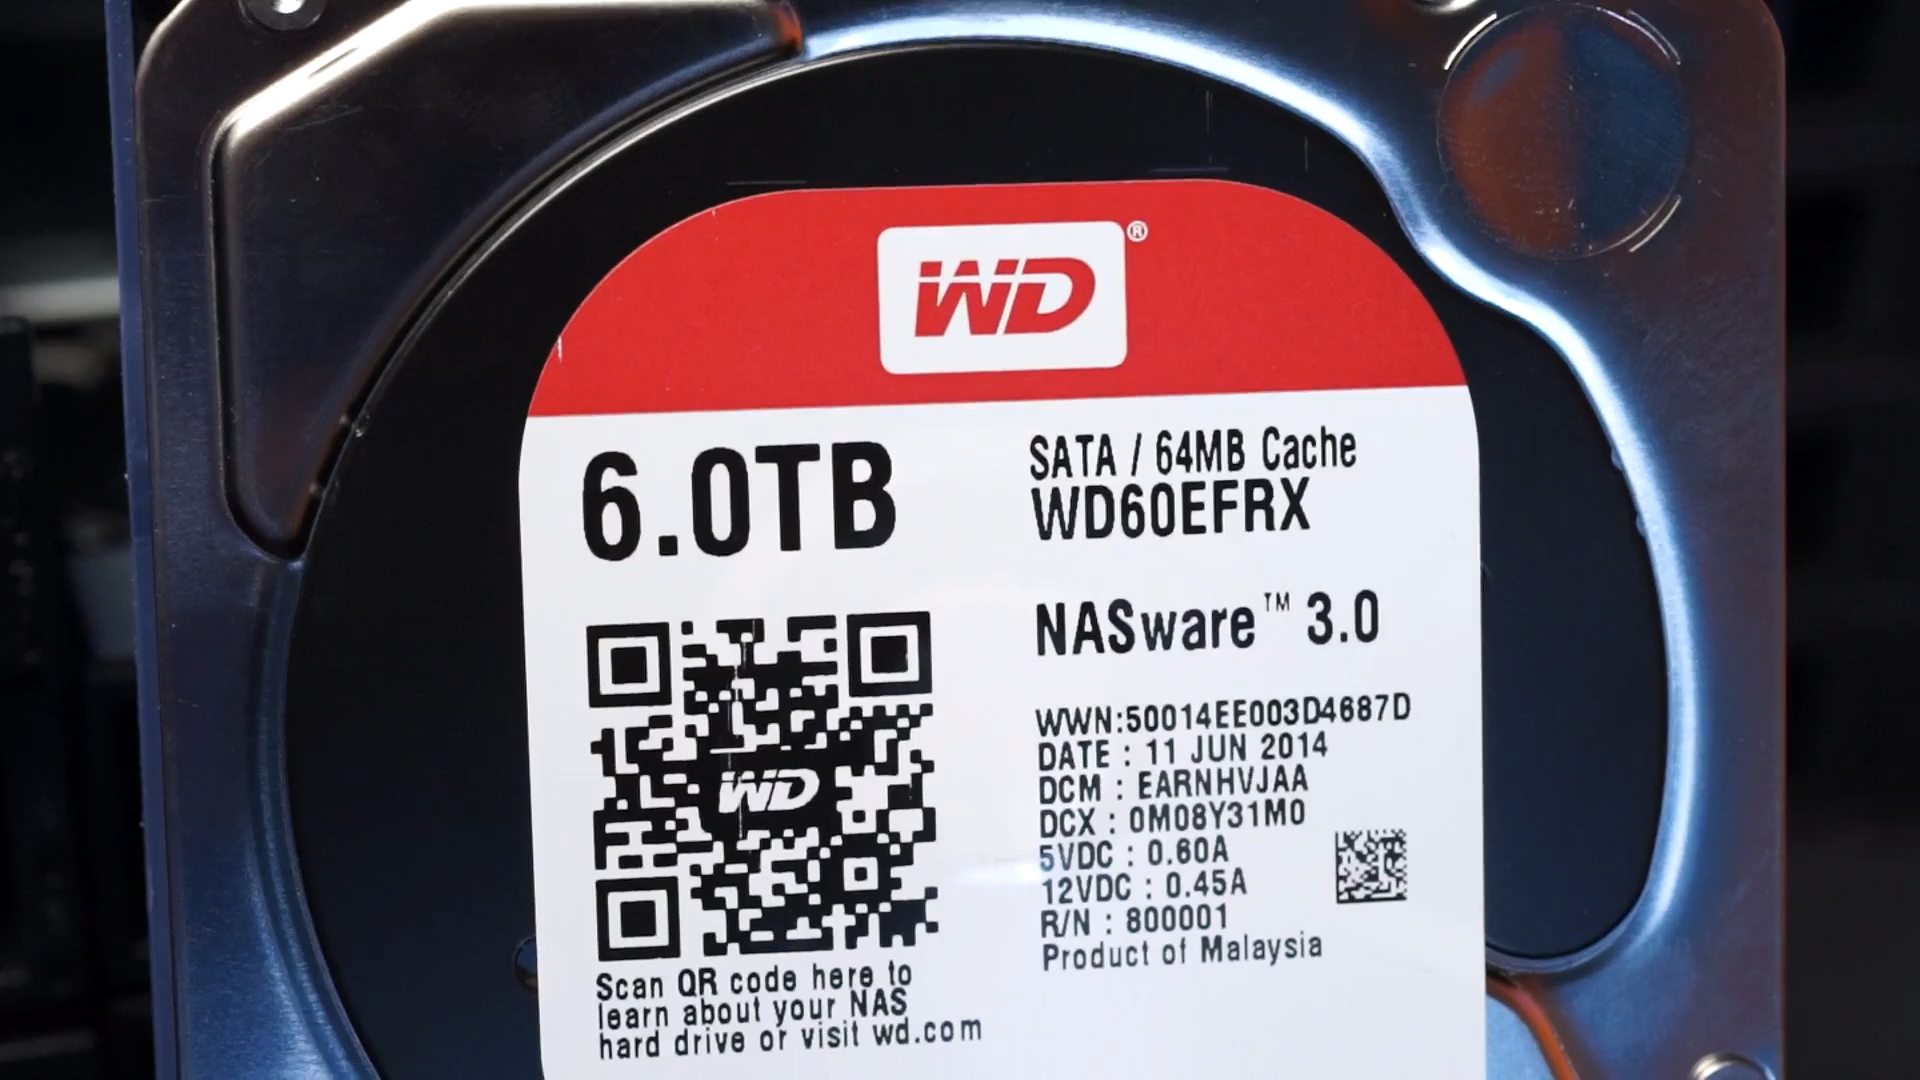 WD®
6.0TB
SATA / 64MB Cache
WD60EFRX
NASware™ 3.0
WWN:50014EE003D4687D
DATE : 11 JUN 2014
DCM : EARNHVJAA
DCX : 0M08Y31M0
5VDC : 0.60A
12VDC : 0.45A
R/N : 800001
Product of Malaysia
WD
Scan QR code here to
learn about your NAS
hard drive or visit wd.com